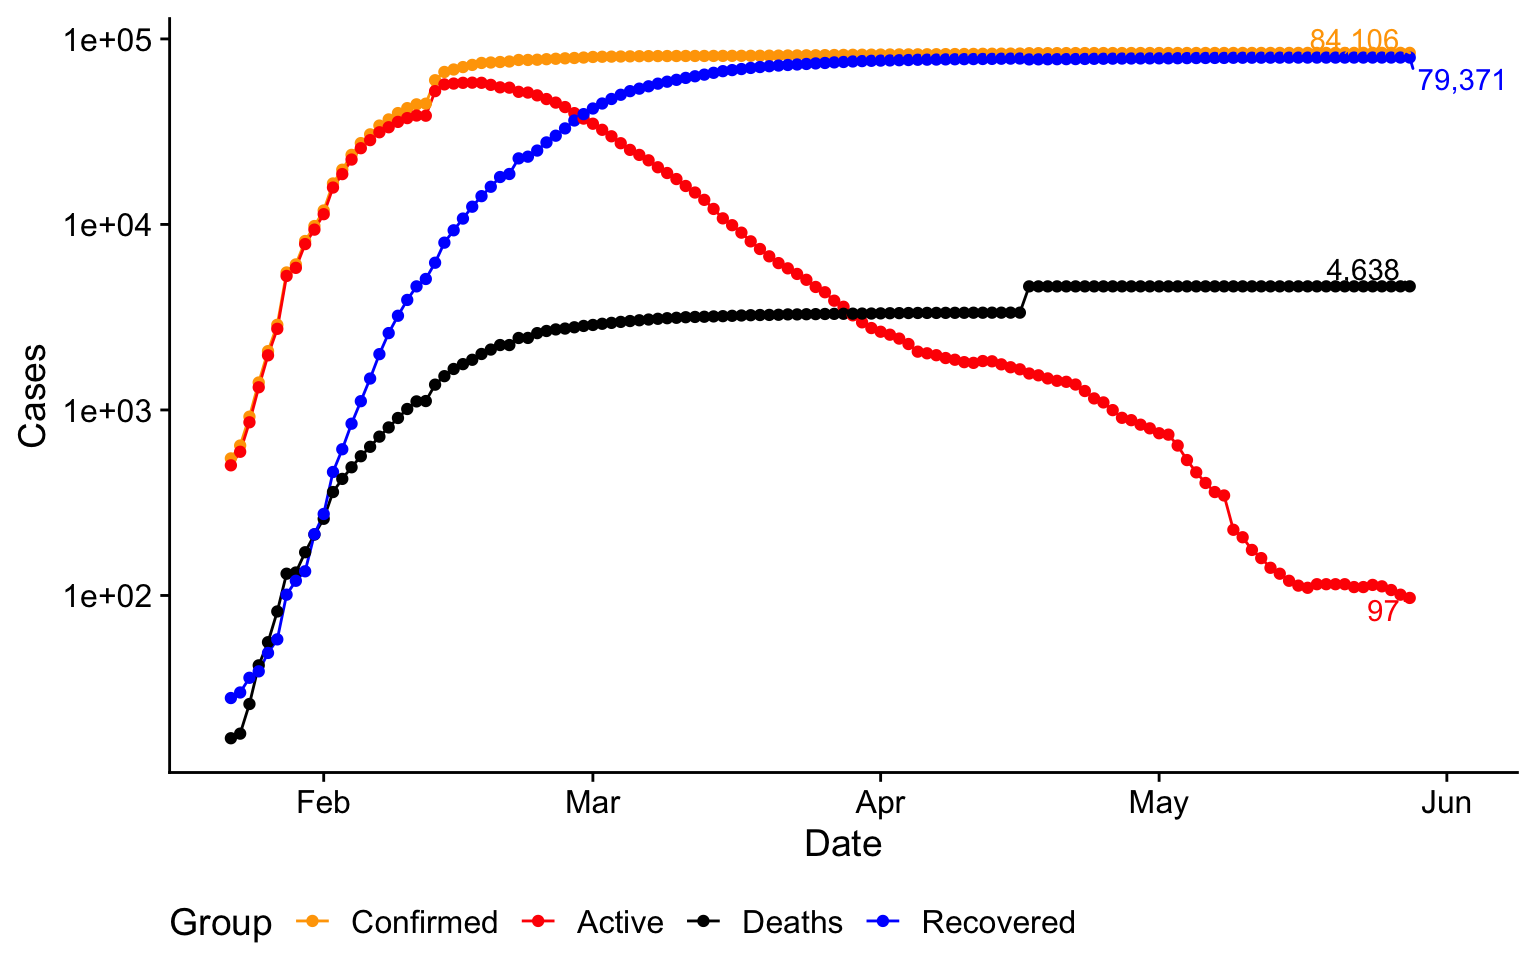 1e+05
84,106
79,371
1e+04
4,638
1e+03
Cases
1e+02
97
Feb Mar Apr May Jun
Date
Group Confirmed Active Deaths Recovered